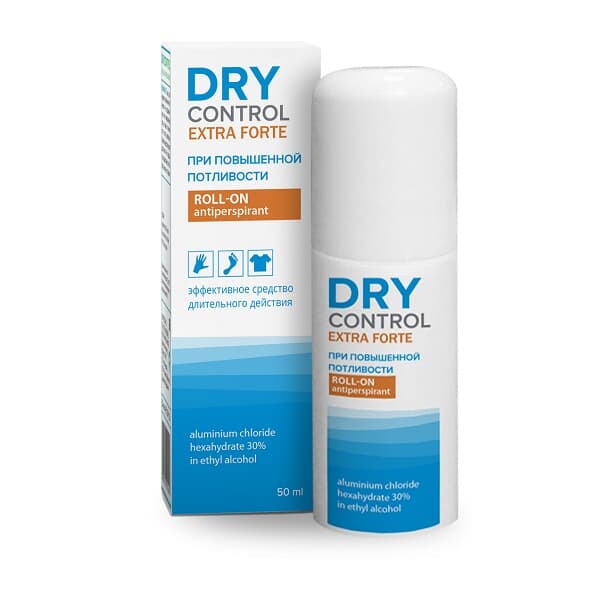 DRY
CONTROL
EXTRA FORTE
ПРИ ПОВЫШЕННОЙ
ПОТЛИВОСТИ
ROLL-ON
antiperspirant
эффективное средство
длительного действия
aluminium chloride
hexahydrate 30%
in ethyl alcohol
50 ml
DRY
CONTROL
EXTRA FORTE
ПРИ ПОВЫШЕННОЙ
ПОТЛИВОСТИ
ROLL-ON
antiperspirant
aluminium chloride
hexahydrate 30%
in ethyl alcohol